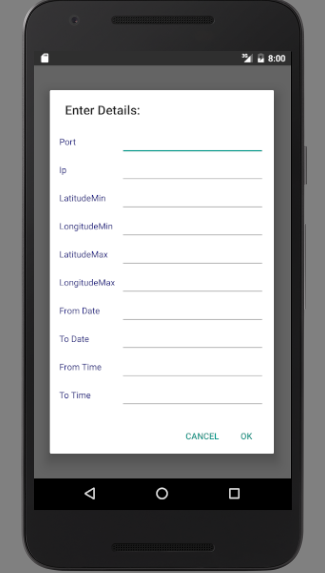 8:00
Enter Details:
Port
Ip
LatitudeMin
LongitudeMin
LatitudeMax
LongitudeMax
From Date
To Date
From Time
To Time
CANCEL OK